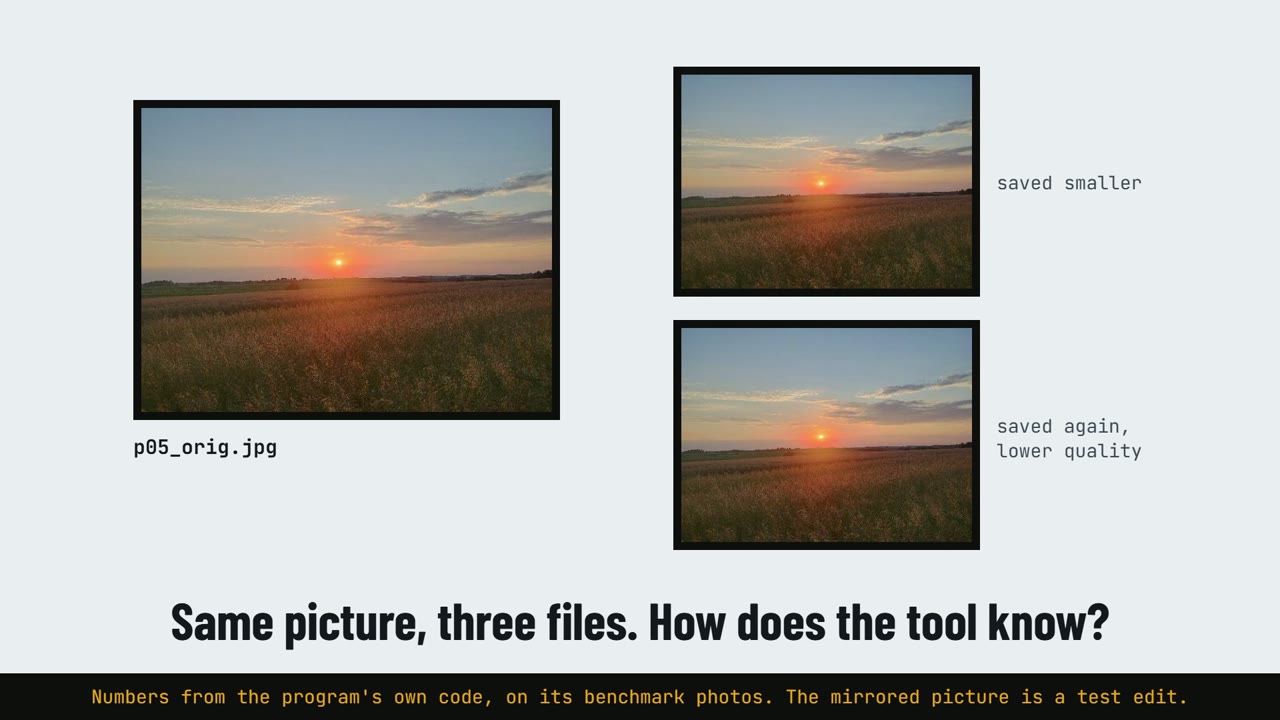 saved smaller
p05_orig.jpg
saved again,
lower quality
Same picture, three files. How does the tool know?
Numbers from the program's own code, on its benchmark photos. The mirrored picture is a test edit.